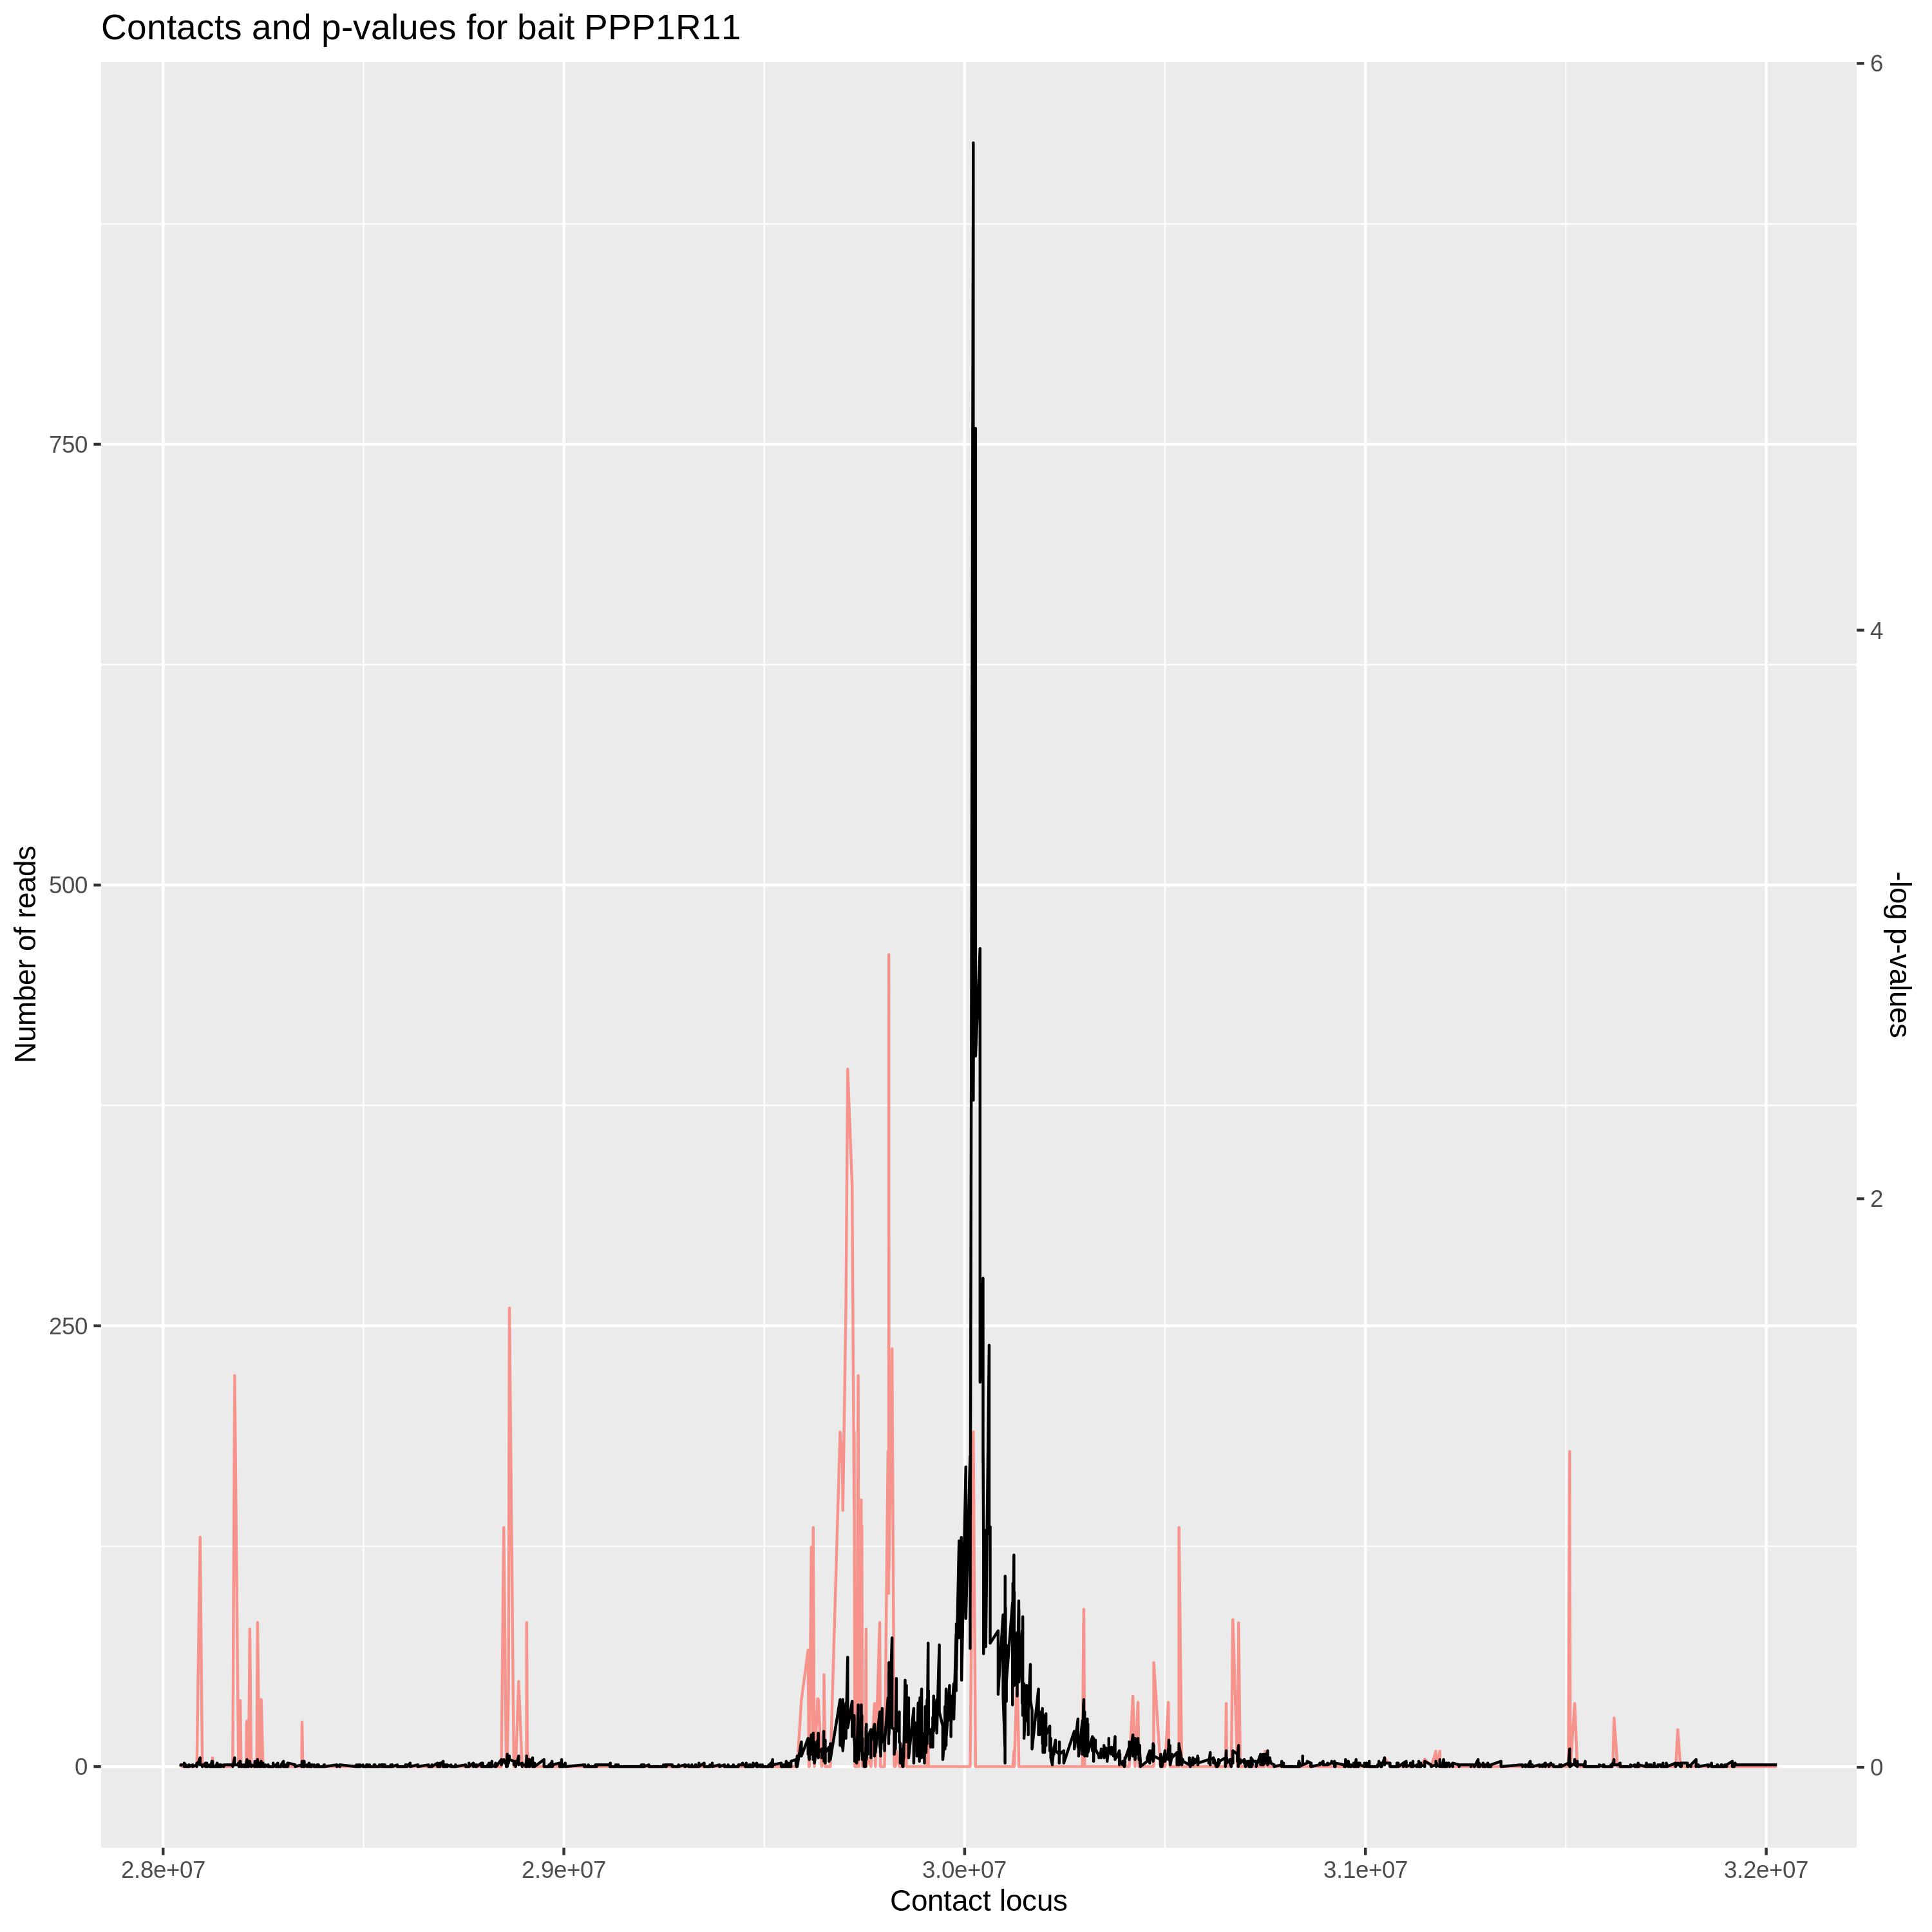 Contacts and p-values for bait PPP1R11
6
4
2
0
-log p-values
750
500
250
0
Number of reads
2.8e+07
2.9e+07
3.0e+07
3.1e+07
3.2e+07
Contact locus